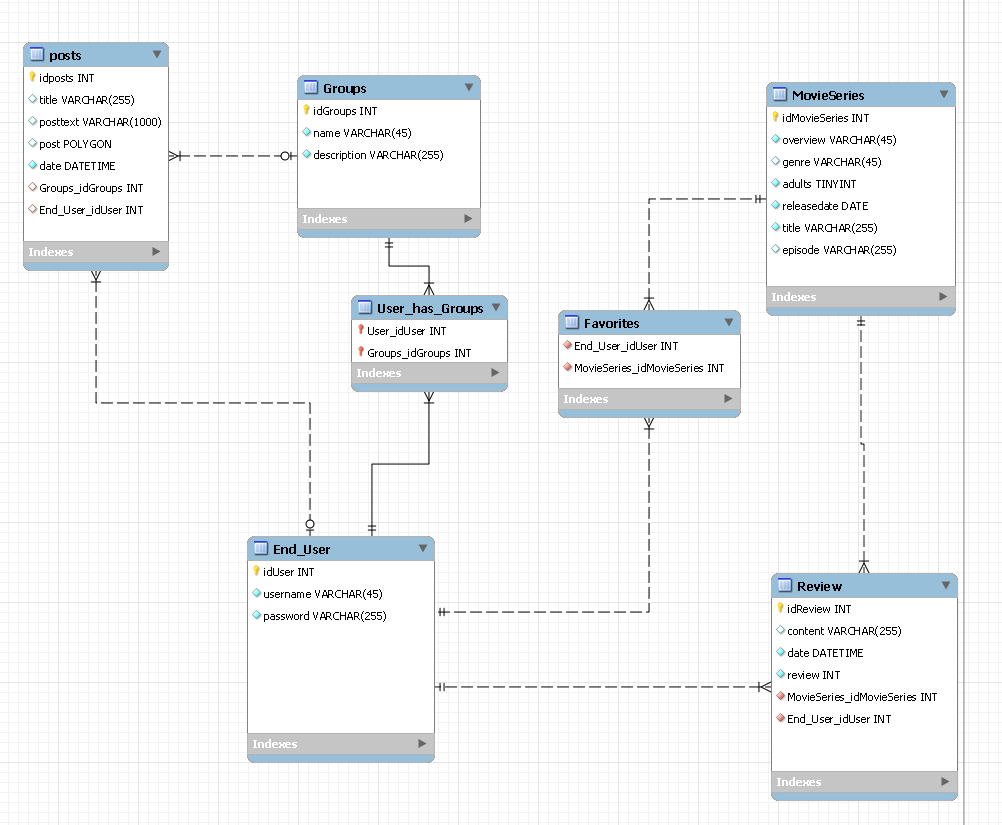 posts
idposts INT
title VARCHAR(255)
posttext VARCHAR(1000)
post POLYGON
date DATETIME
Groups_idGroups INT
End_User_idUser INT
Indexes
Groups
idGroups INT
name VARCHAR(45)
description VARCHAR(255)
Indexes
MovieSeries
idMovieSeries INT
overview VARCHAR(45)
genre VARCHAR(45)
adults TINYINT
releasedate DATE
title VARCHAR(255)
episode VARCHAR(255)
Indexes
User_has_Groups
User_idUser INT
Groups_idGroups INT
Indexes
Favorites
End_User_idUser INT
MovieSeries_idMovieSeries INT
Indexes
End_User
idUser INT
username VARCHAR(45)
password VARCHAR(255)
Indexes
Review
idReview INT
content VARCHAR(255)
date DATETIME
review INT
MovieSeries_idMovieSeries INT
End_User_idUser INT
Indexes